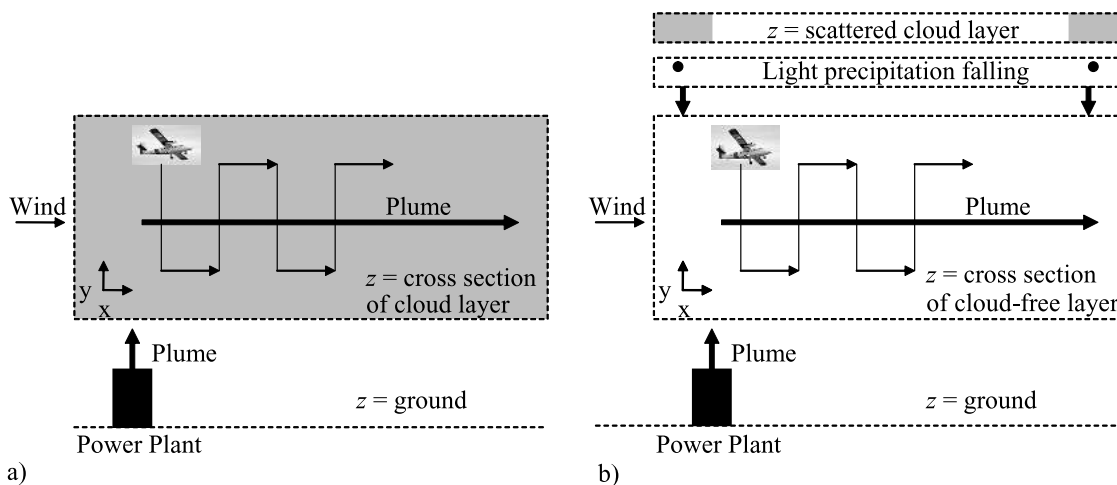 Wind
Plume
y
x
z = cross section
of cloud layer
Plume
z = ground
Power Plant
a)
z = scattered cloud layer
Light precipitation falling
Wind
Plume
y
x
z = cross section
of cloud-free layer
Plume
z = ground
Power Plant
b)